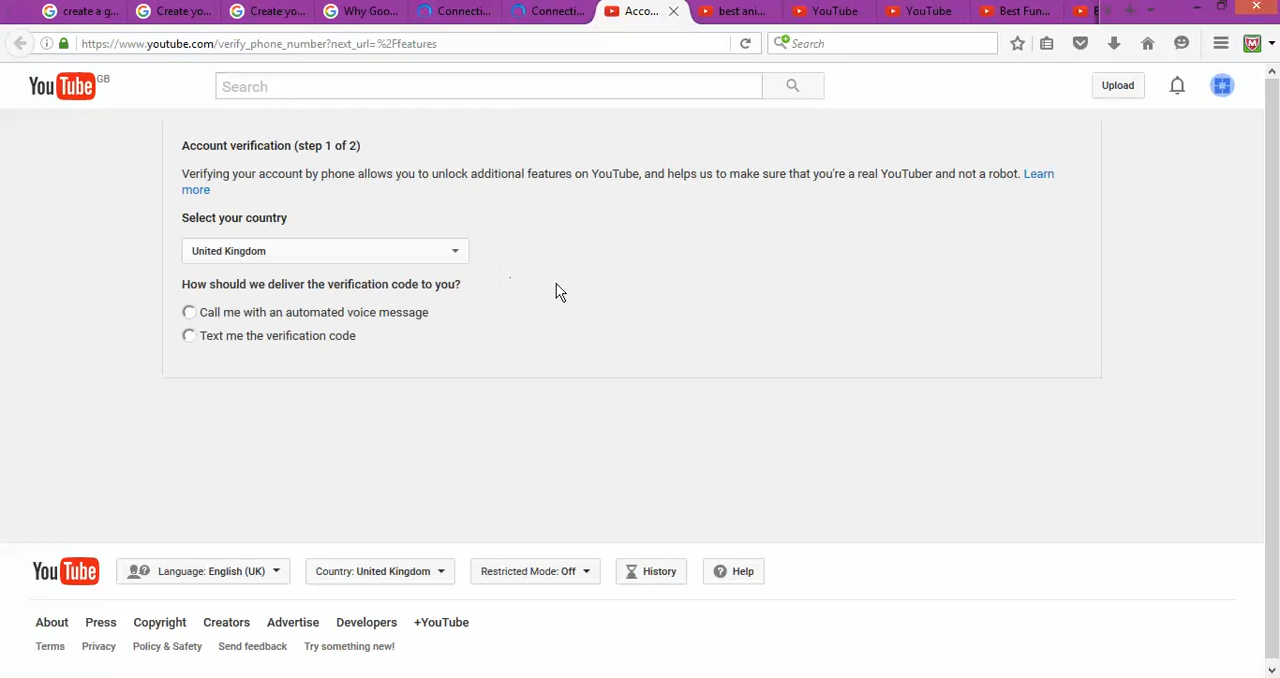 create a g...
Create yo...
Create yo...
Why Goo...
Connecti...
Connecti...
Acco...
best ani...
YouTube
YouTube
Best Fun...
https://www.youtube.com/verify_phone_number?next_url=%2Ffeatures
Search
YouTube GB
Search
Upload
Account verification (step 1 of 2)
Verifying your account by phone allows you to unlock additional features on YouTube, and helps us to make sure that you're a real YouTuber and not a robot. Learn
more
Select your country
United Kingdom
How should we deliver the verification code to you?
Call me with an automated voice message
Text me the verification code
YouTube
Language: English (UK)
Country: United Kingdom
Restricted Mode: Off
History
Help
About Press Copyright Creators Advertise Developers +YouTube
Terms Privacy Policy & Safety Send feedback Try something new!